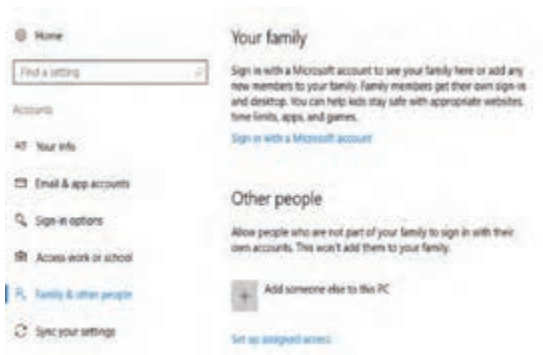 Home
Find a setting
Accounts
Your info
Email & app accounts
Sign-in options
Access work or school
Family & other people
Sync your settings
Your family
Sign in with a Microsoft account to see your family here or add any
new members to your family. Family members get their own sign-in
and desktop. You can help kids stay safe with appropriate websites,
time limits, apps, and games.
Sign in with a Microsoft account
Other people
Allow people who are not part of your family to sign in with their
own accounts. This won't add them to your family.
Add someone else to this PC
Set up assigned access